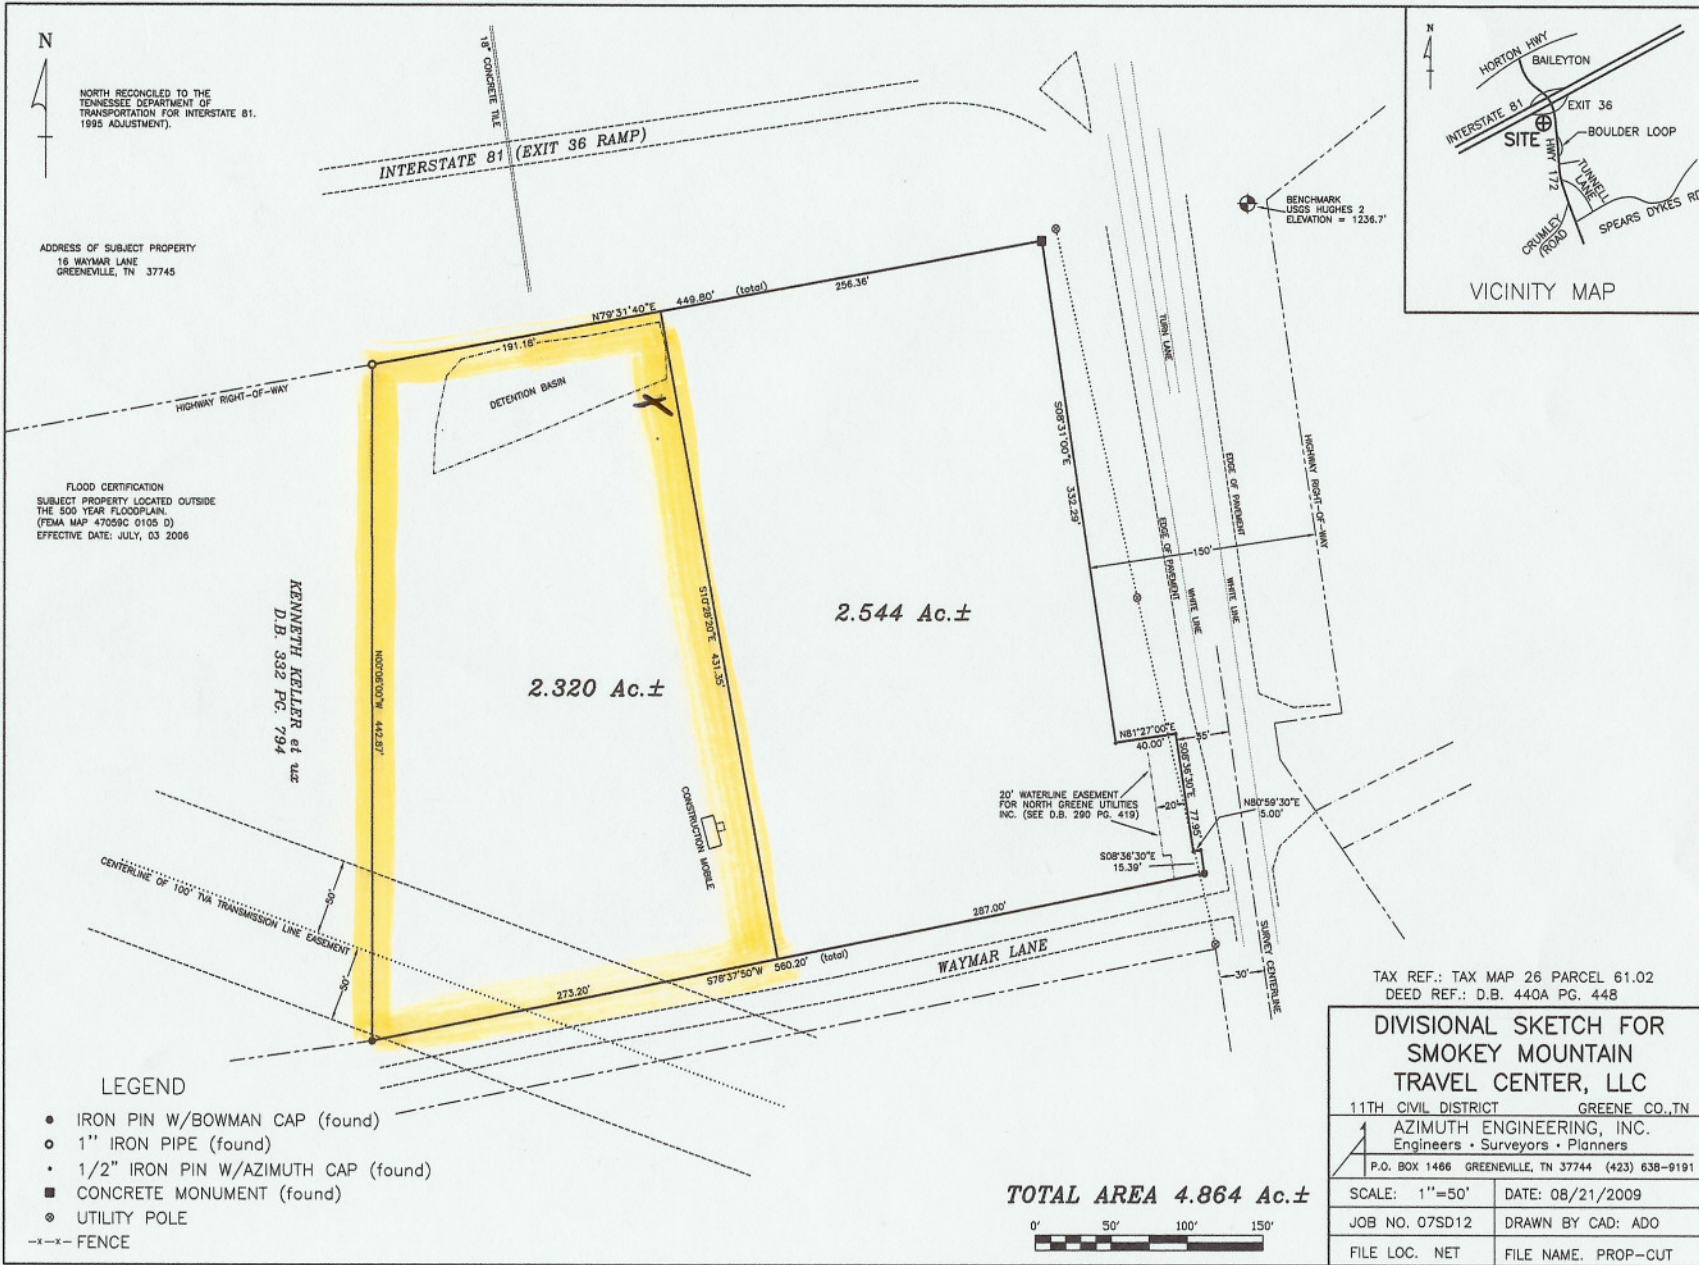 N
NORTH RECONCILED TO THE
TENNESSEE DEPARTMENT OF
TRANSPORTATION FOR INTERSTATE 81.
1995 ADJUSTMENT).
18" CONCRETE TILE
INTERSTATE 81 (EXIT 36 RAMP)
ADDRESS OF SUBJECT PROPERTY
16 WAYMAR LANE
GREENEVILLE, TN 37745
BENCHMARK
USGS HUGHES 2
ELEVATION = 1236.7'
N
HORTON HWY
BAILEYTON
INTERSTATE 81
EXIT 36
SITE
BOULDER LOOP
HWY 172
TUNNELL
LANE
CRUMLEY
ROAD
SPEARS DYKES RD
VICINITY MAP
N79°31'40"E
449.80' (total)
256.36'
191.18'
DETENTION BASIN
HIGHWAY RIGHT-OF-WAY
TURN LANE
S08°31'00"E 332.29'
EDGE OF PAVEMENT
EDGE OF PAVEMENT
HIGHWAY RIGHT-OF-WAY
150'
WHITE LINE
WHITE LINE
FLOOD CERTIFICATION
SUBJECT PROPERTY LOCATED OUTSIDE
THE 500 YEAR FLOODPLAIN.
(FEMA MAP 47059C 0105 D)
EFFECTIVE DATE: JULY, 03 2006
KENNETH KELLER et ux
D.B. 332 PG. 794
N00°06'00"W 442.87'
S10°28'20"E 431.35'
2.544 Ac.±
2.320 Ac.±
CONSTRUCTION MOBILE
N81°27'00"E
40.00'
35'
S08°36'30"E 77.95'
20' WATERLINE EASEMENT
FOR NORTH GREENE UTILITIES
INC. (SEE D.B. 290 PG. 419)
20'
N80°59'30"E
5.00'
S08°36'30"E
15.39'
CENTERLINE OF 100' TVA TRANSMISSION LINE EASEMENT
50'
50'
287.00'
WAYMAR LANE
S78°37'50"W 560.20' (total)
273.20'
SURVEY CENTERLINE
30'
TAX REF.: TAX MAP 26 PARCEL 61.02
DEED REF.: D.B. 440A PG. 448
LEGEND
IRON PIN W/BOWMAN CAP (found)
1" IRON PIPE (found)
1/2" IRON PIN W/AZIMUTH CAP (found)
CONCRETE MONUMENT (found)
UTILITY POLE
-x-x- FENCE
TOTAL AREA 4.864 Ac.±
0' 50' 100' 150'
DIVISIONAL SKETCH FOR
SMOKEY MOUNTAIN
TRAVEL CENTER, LLC
11TH CIVIL DISTRICT GREENE CO.,TN
AZIMUTH ENGINEERING, INC.
Engineers • Surveyors • Planners
P.O. BOX 1466 GREENEVILLE, TN 37744 (423) 638-9191
SCALE: 1"=50' DATE: 08/21/2009
JOB NO. 07SD12 DRAWN BY CAD: ADO
FILE LOC. NET FILE NAME. PROP-CUT